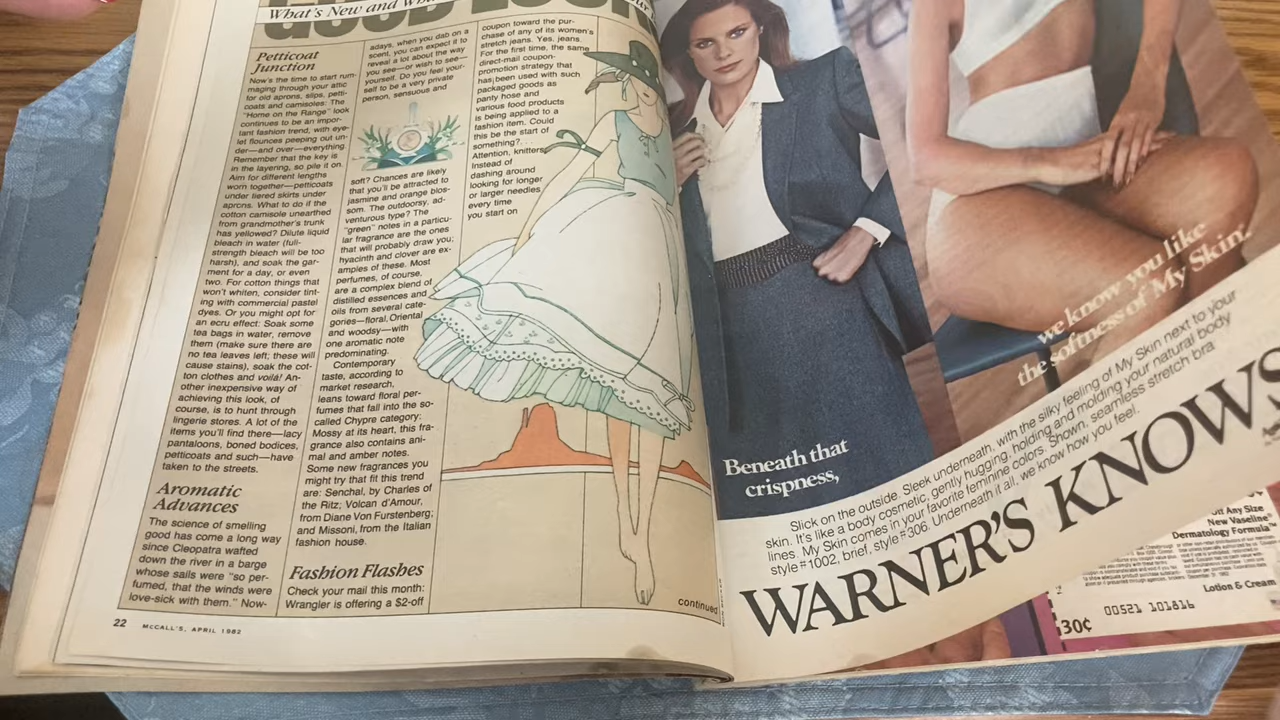 What's New and
Petticoat
Junction
Now's the time to start rum-
maging through your attic
for old aprons, slips, petti-
coats and camisoles: The
"Home on the Range" look
continues to be an impor-
tant fashion trend, with eye-
let flounces peeping out un-
der—and over—everything.
Remember that the key is
in the layering, so pile it on.
Aim for different lengths
worn together—petticoats
under tiered skirts under
aprons. What to do if the
cotton camisole unearthed
from grandmother's trunk
has yellowed? Dilute liquid
bleach in water (full-
strength bleach will be too
harsh), and soak the gar-
ment for a day, or even
two. For cotton things that
won't whiten, consider tint-
ing with commercial pastel
dyes. Or you might opt for
an ecru effect: Soak some
tea bags in water, remove
them (make sure there are
no tea leaves left; these will
cause stains), soak the cot-
ton clothes and voilà! An-
other inexpensive way of
achieving this look, of
course, is to hunt through
lingerie stores. A lot of the
items you'll find there—lacy
pantaloons, boned bodices,
petticoats and such—have
taken to the streets.
Aromatic
Advances
The science of smelling
good has come a long way
since Cleopatra wafted
down the river in a barge
whose sails were "so per-
fumed, that the winds were
love-sick with them." Now-
adays, when you dab on a
scent, you can expect it to
reveal a lot about the way
you see—or wish to see—
yourself. Do you feel your-
self to be a very private
person, sensuous and
soft? Chances are likely
that you'll be attracted to
jasmine and orange blos-
som. The outdoorsy, ad-
venturous type? The
"green" notes in a particu-
lar fragrance are the ones
that will probably draw you;
hyacinth and clover are ex-
amples of these. Most
perfumes, of course,
are a complex blend of
distilled essences and
oils from several cate-
gories—floral, Oriental
and woodsy—with
one aromatic note
predominating.
Contemporary
taste, according to
market research,
leans toward floral per-
fumes that fall into the so-
called Chypre category:
Mossy at its heart, this fra-
grance also contains ani-
mal and amber notes.
Some new fragrances you
might try that fit this trend
are: Senchal, by Charles of
the Ritz, Volcan d'Amour,
from Diane Von Furstenberg;
and Missoni, from the Italian
fashion house.
Fashion Flashes
Check your mail this month:
Wrangler is offering a $2-off
coupon toward the pur-
chase of any of its women's
stretch jeans. Yes, jeans.
For the first time, the same
direct-mail coupon-
promotion strategy that
has been used with such
packaged goods as
panty hose and
various food products
is being applied to a
fashion item. Could
this be the start of
something?...
Attention, knitters:
Instead of
dashing around
looking for longer
or larger needles
every time
you start on
continued
22 McCALL'S, APRIL 1982
Beneath that
crispness,
we know you like
the softness of My Skin.
Slick on the outside. Sleek underneath, with the silky feeling of My Skin next to your
skin. It's like a body cosmetic, gently hugging, holding and molding your natural body
lines. My Skin comes in your favorite feminine colors. Shown, seamless stretch bra
style #1002, brief, style #306. Underneath it all, we know how you feel.
WARNER'S KNOWS
Off Any Size
New Vaseline
Dermatology Formula™
Lotion & Cream
00521 101816
30¢